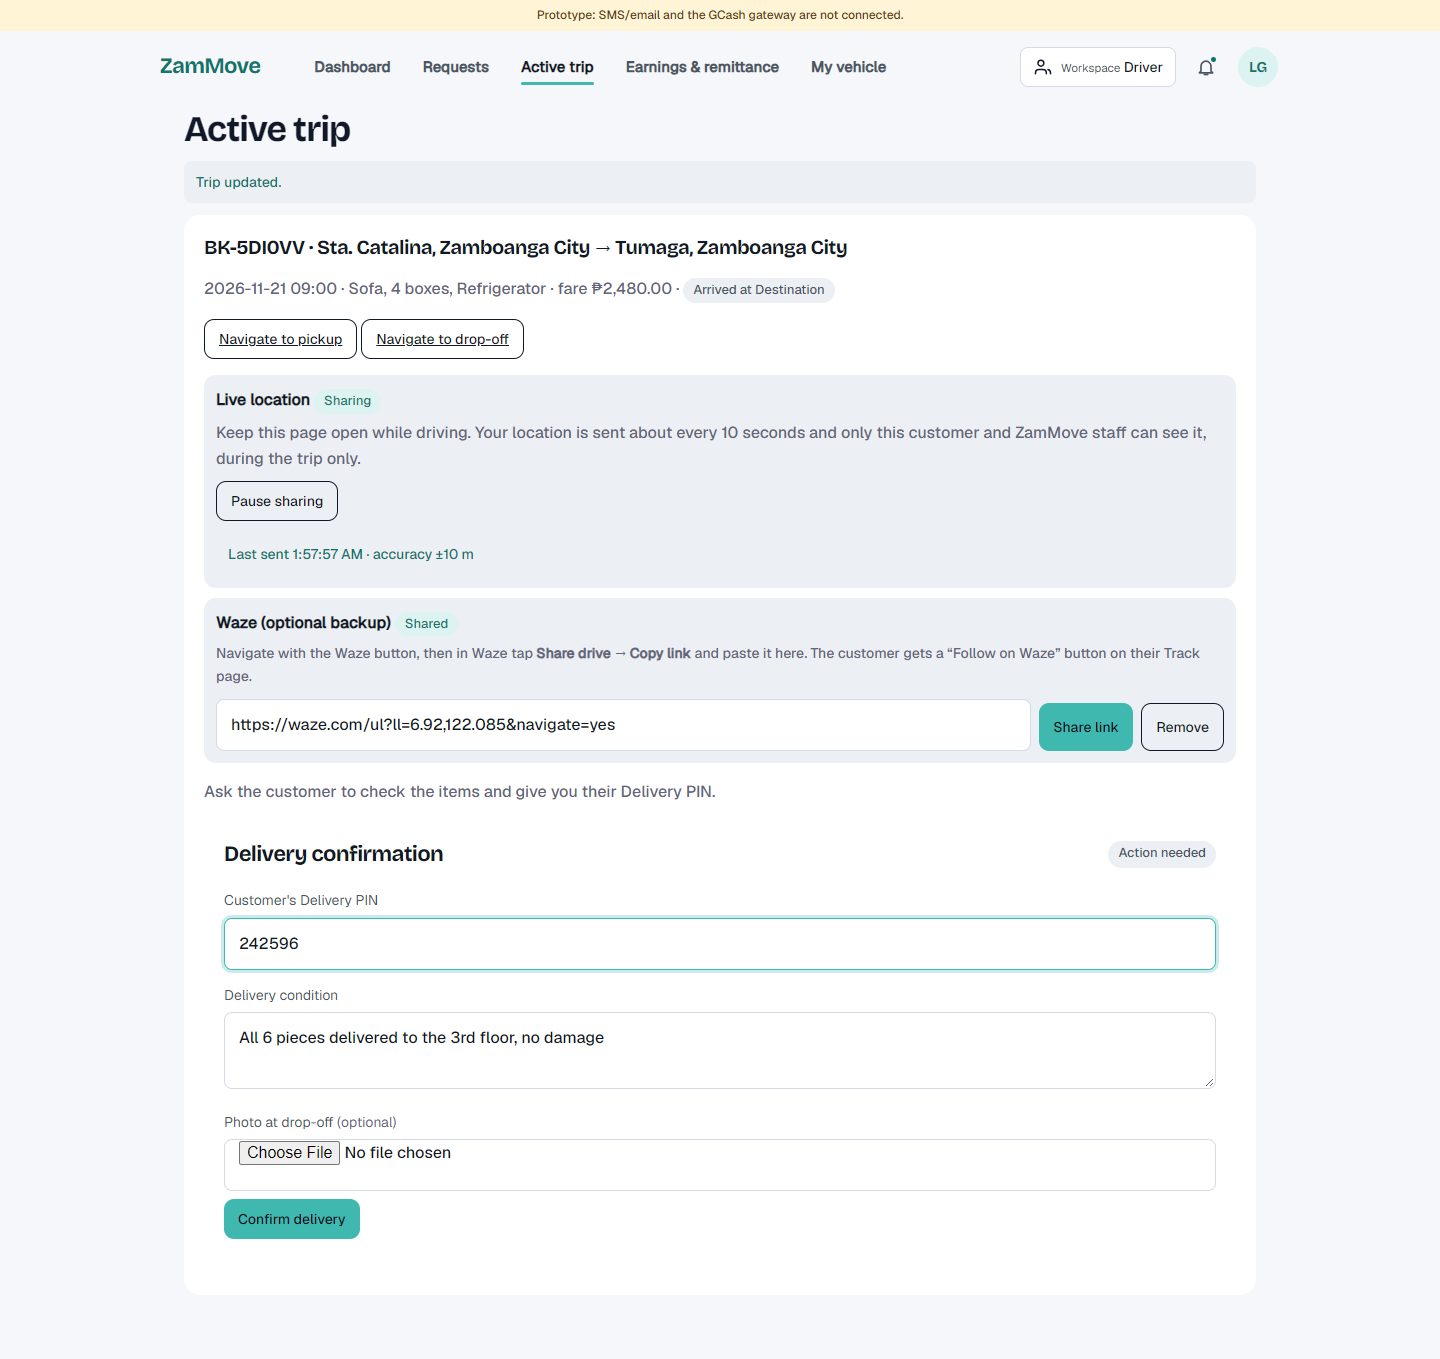 Prototype: SMS/email and the GCash gateway are not connected.
ZamMove
Dashboard
Requests
Active trip
Earnings & remittance
My vehicle
Workspace Driver
LG
Active trip
Trip updated.
BK-5DI0VV · Sta. Catalina, Zamboanga City → Tumaga, Zamboanga City
2026-11-21 09:00 · Sofa, 4 boxes, Refrigerator · fare ₱2,480.00 · Arrived at Destination
Navigate to pickup
Navigate to drop-off
Live location Sharing
Keep this page open while driving. Your location is sent about every 10 seconds and only this customer and ZamMove staff can see it,
during the trip only.
Pause sharing
Last sent 1:57:57 AM · accuracy ±10 m
Waze (optional backup) Shared
Navigate with the Waze button, then in Waze tap Share drive → Copy link and paste it here. The customer gets a “Follow on Waze” button on their Track
page.
https://waze.com/ul?ll=6.92,122.085&navigate=yes
Share link
Remove
Ask the customer to check the items and give you their Delivery PIN.
Delivery confirmation
Action needed
Customer's Delivery PIN
242596
Delivery condition
All 6 pieces delivered to the 3rd floor, no damage
Photo at drop-off (optional)
Choose File No file chosen
Confirm delivery